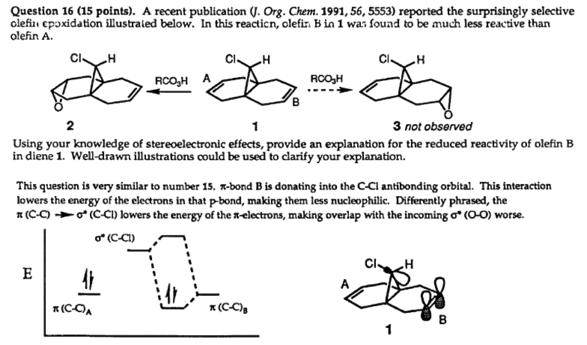 Question 16 (15 points). A recent publication (J. Org. Chem. 1991, 56, 5553) reported the surprisingly selective
olefin epoxidation illustrated below. In this reaction, olefin B in 1 was found to be much less reactive than
olefin A.
Cl H Cl H Cl H
RCO₃H A RCO₃H
B
O O
2 1 3 not observed
Using your knowledge of stereoelectronic effects, provide an explanation for the reduced reactivity of olefin B
in diene 1. Well-drawn illustrations could be used to clarify your explanation.
This question is very similar to number 15. π-bond B is donating into the C-Cl antibonding orbital. This interaction
lowers the energy of the electrons in that p-bond, making them less nucleophilic. Differently phrased, the
π (C-C) → σ* (C-Cl) lowers the energy of the π-electrons, making overlap with the incoming σ* (O-O) worse.
σ* (C-Cl)
E
π (C-C)A π (C-C)B
Cl H
A
B
1